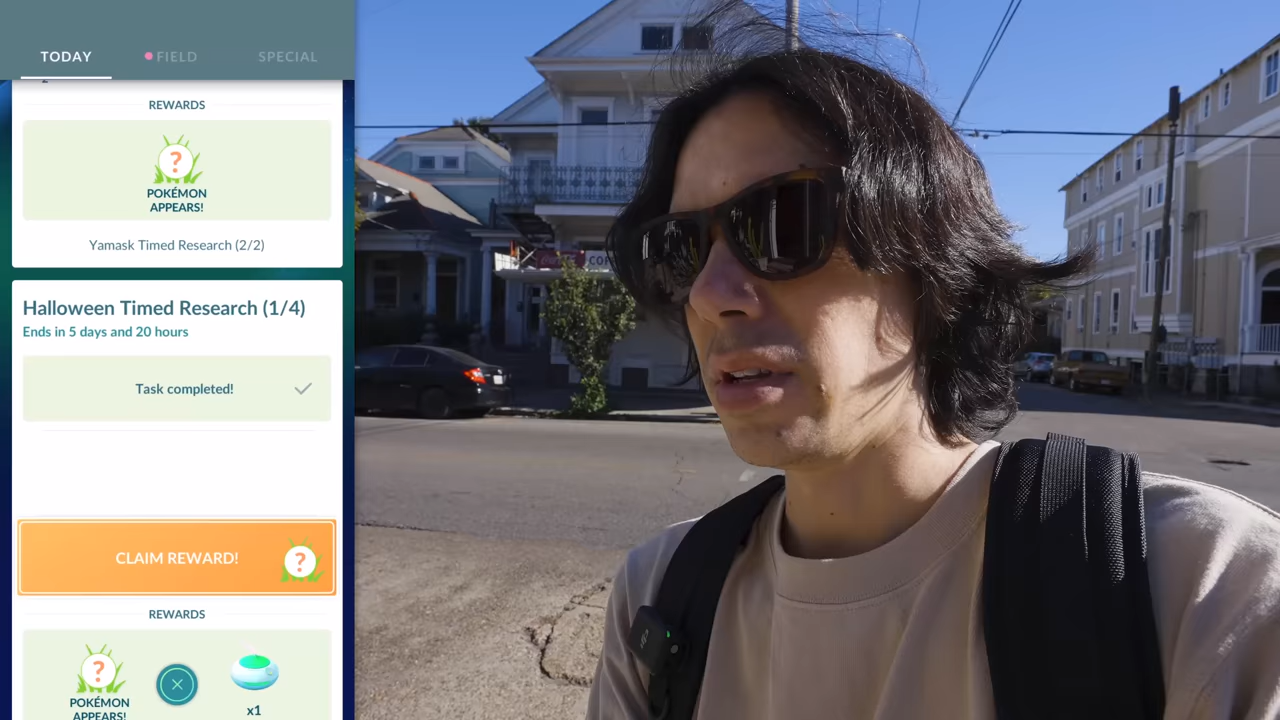 TODAY
FIELD
SPECIAL
REWARDS
POKÉMON
APPEARS!
Yamask Timed Research (2/2)
Halloween Timed Research (1/4)
Ends in 5 days and 20 hours
Task completed!
CLAIM REWARD!
REWARDS
POKÉMON
APPEARS!
x1